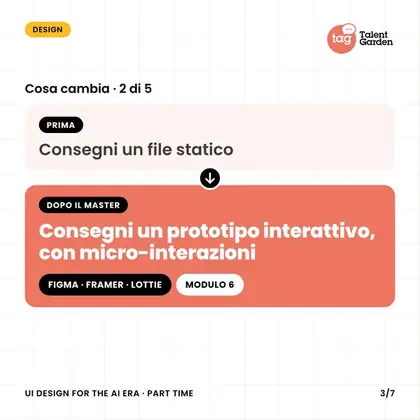 DESIGN
tag
Talent
Garden
Cosa cambia · 2 di 5
PRIMA
Consegni un file statico
DOPO IL MASTER
Consegni un prototipo interattivo,
con micro-interazioni
FIGMA · FRAMER · LOTTIE
MODULO 6
UI DESIGN FOR THE AI ERA · PART TIME
3/7